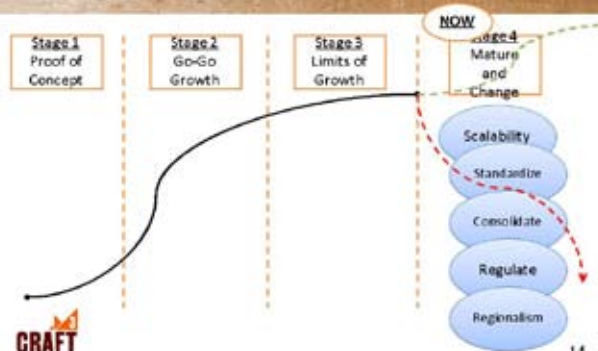 NOW
Stage 1
Proof of
Concept
Stage 2
Go-Go
Growth
Stage 3
Limits of
Growth
Stage 4
Mature
and
Change
Scalability
Standardize
Consolidate
Regulate
Regionalism
CRAFT
14